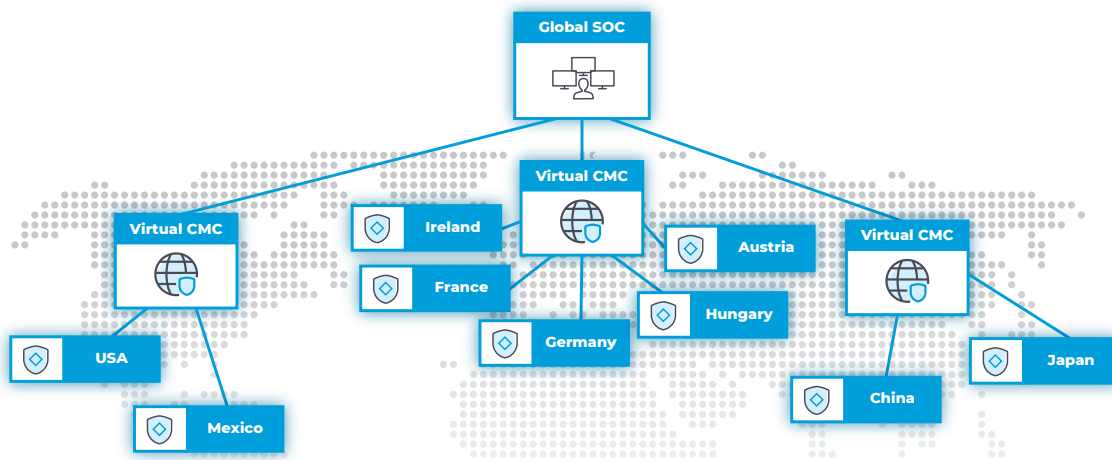 Global SOC
Virtual CMC
Ireland
Virtual CMC
Virtual CMC
Austria
France
Hungary
Germany
USA
Japan
China
Mexico